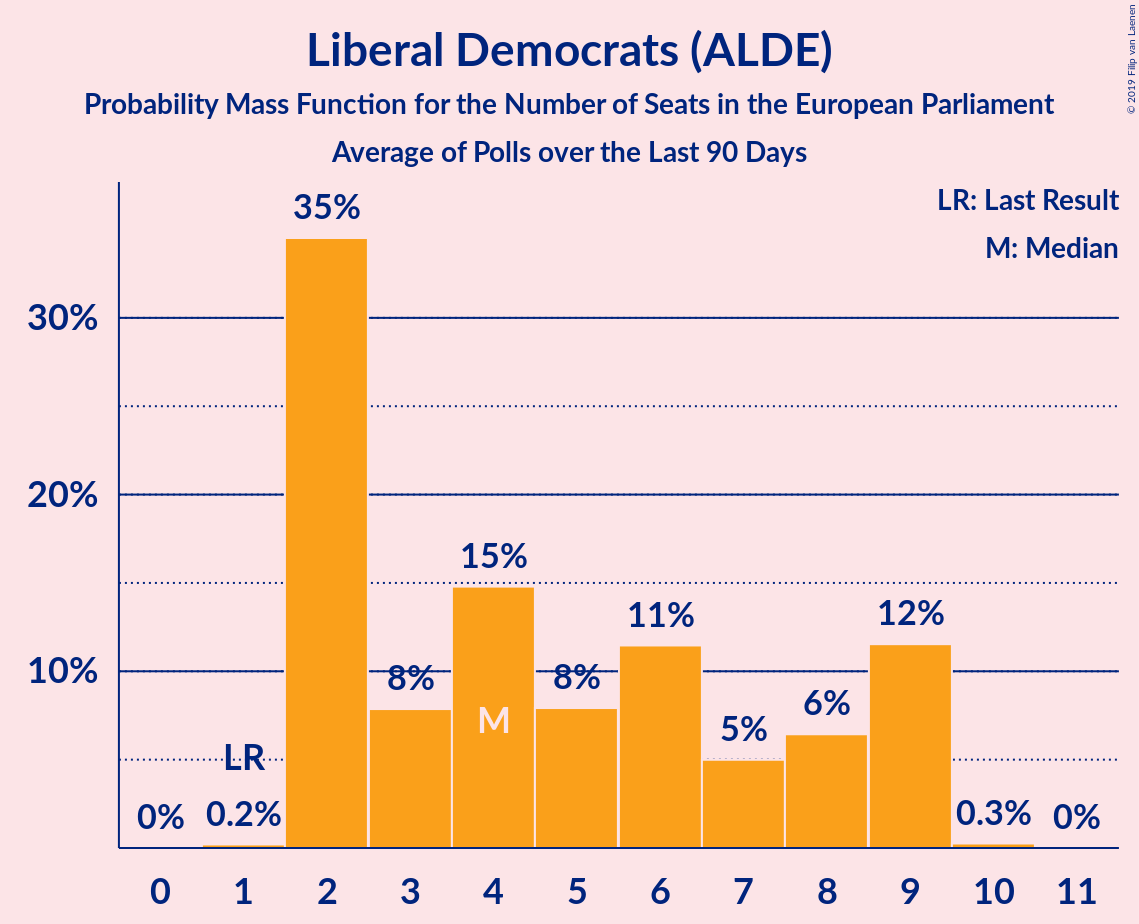 Liberal Democrats (ALDE)
Probability Mass Function for the Number of Seats in the European Parliament
Average of Polls over the Last 90 Days
© 2019 Filip van Laenen
LR: Last Result
M: Median
35%
30%
20%
15%
12%
11%
10%
8%
8%
6%
5%
M
LR
0%
0.2%
0.3%
0%
0 1 2 3 4 5 6 7 8 9 10 11